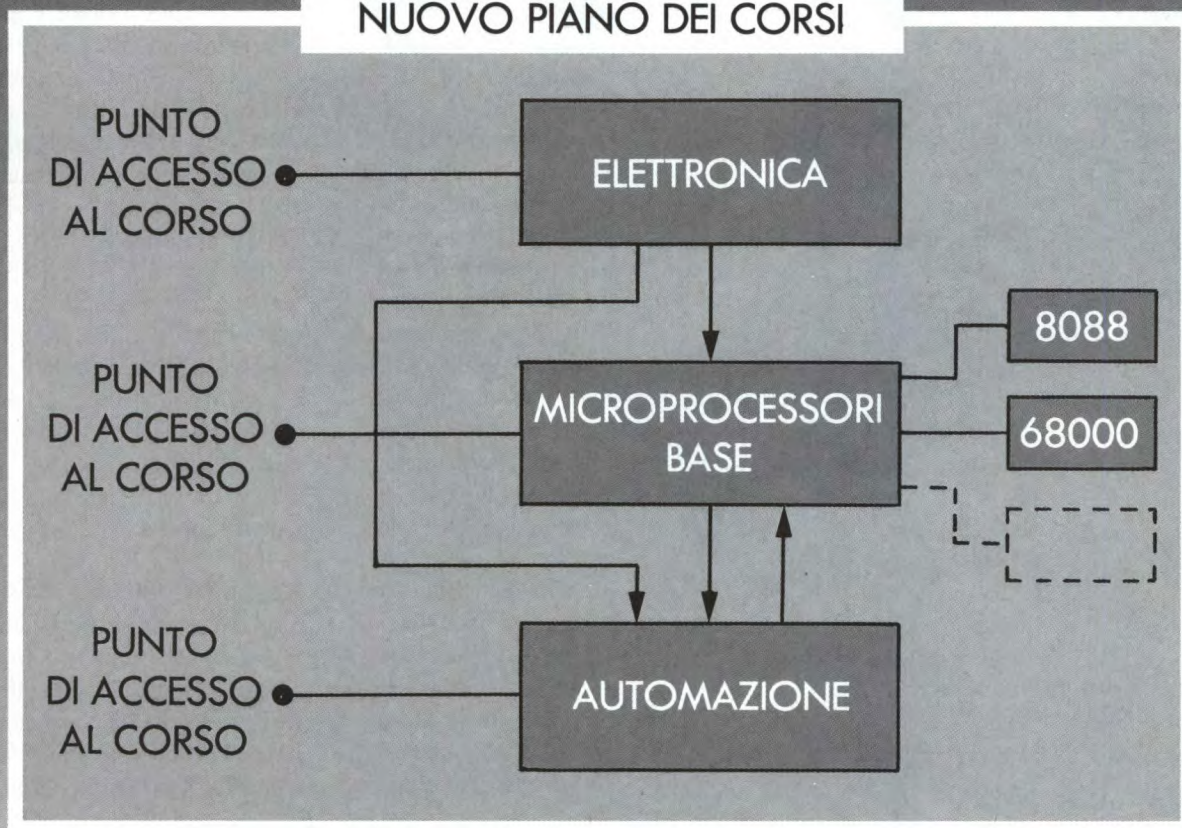 NUOVO PIANO DEI CORSI
PUNTO
DI ACCESSO
AL CORSO
ELETTRONICA
PUNTO
DI ACCESSO
AL CORSO
MICROPROCESSORI
BASE
8088
68000
PUNTO
DI ACCESSO
AL CORSO
AUTOMAZIONE